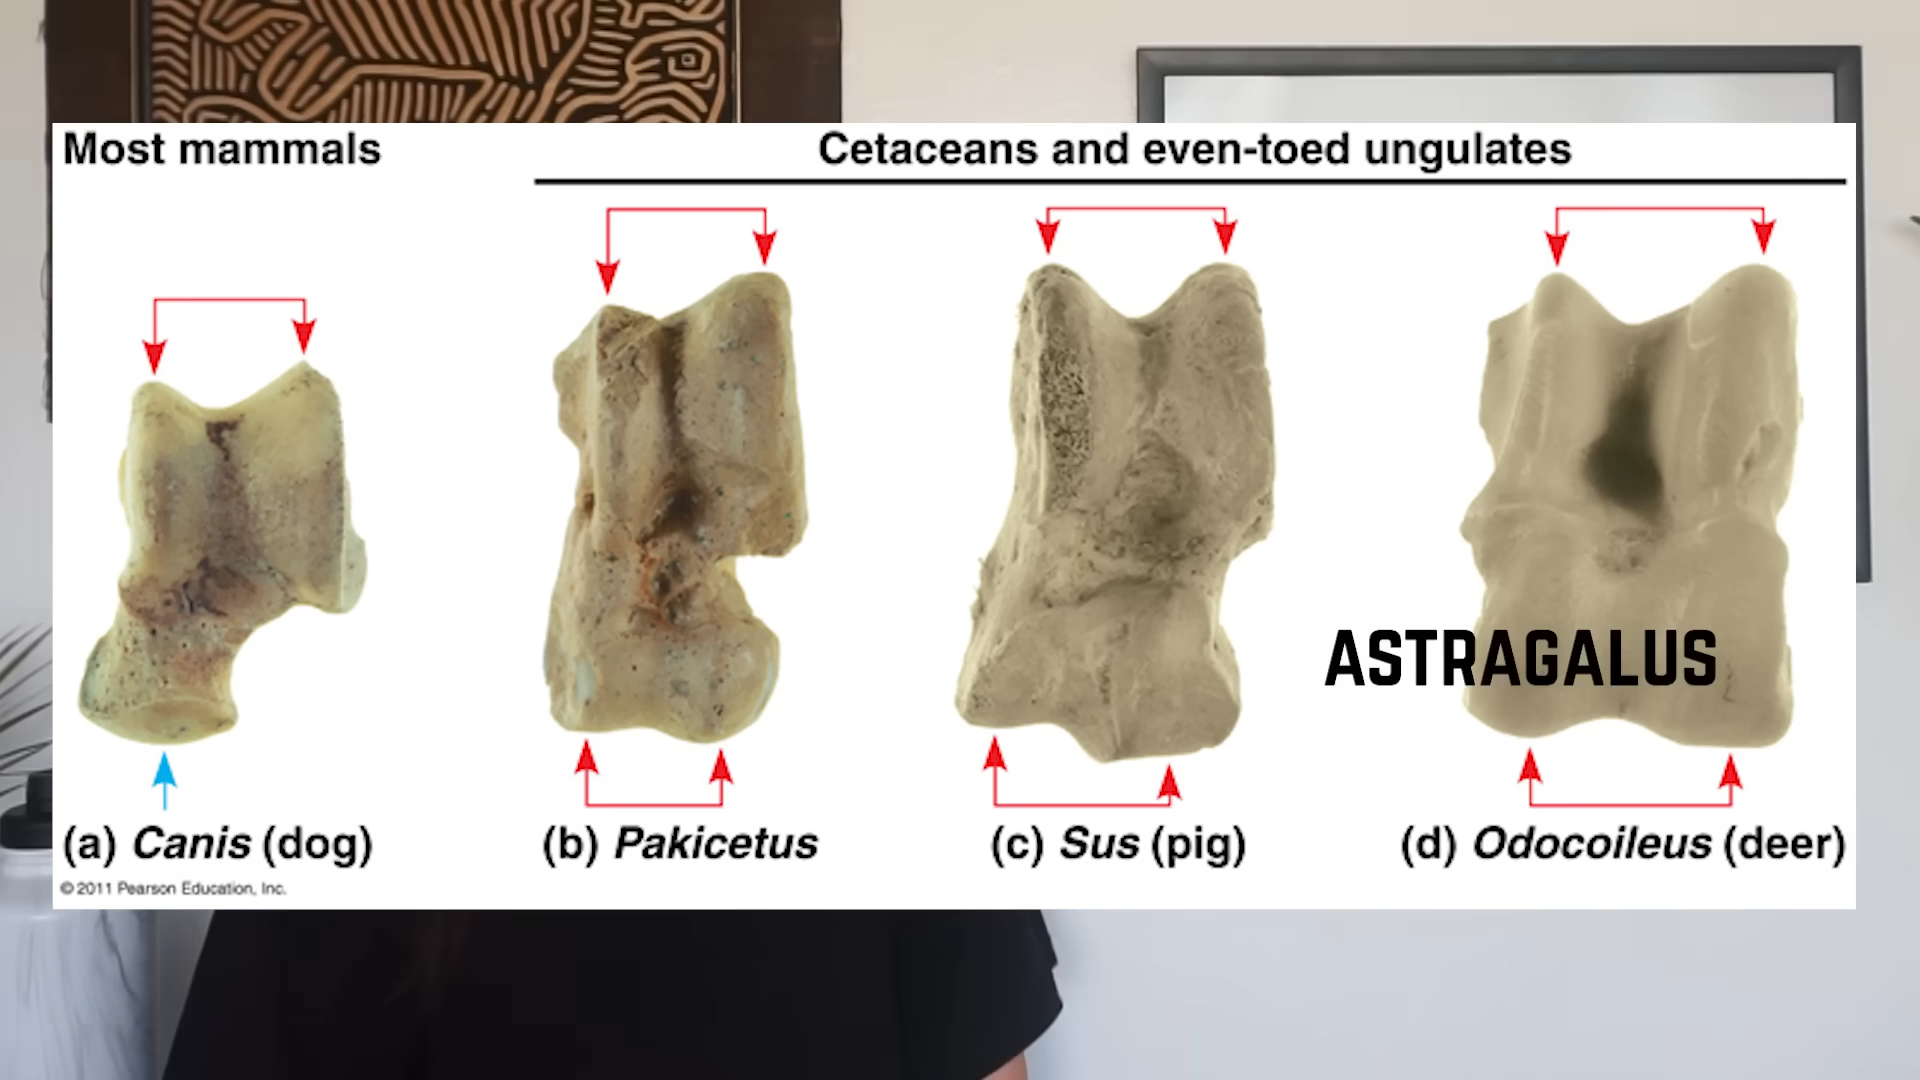 Most mammals
Cetaceans and even-toed ungulates
ASTRAGALUS
(a) Canis (dog)
(b) Pakicetus
(c) Sus (pig)
(d) Odocoileus (deer)
© 2011 Pearson Education, Inc.